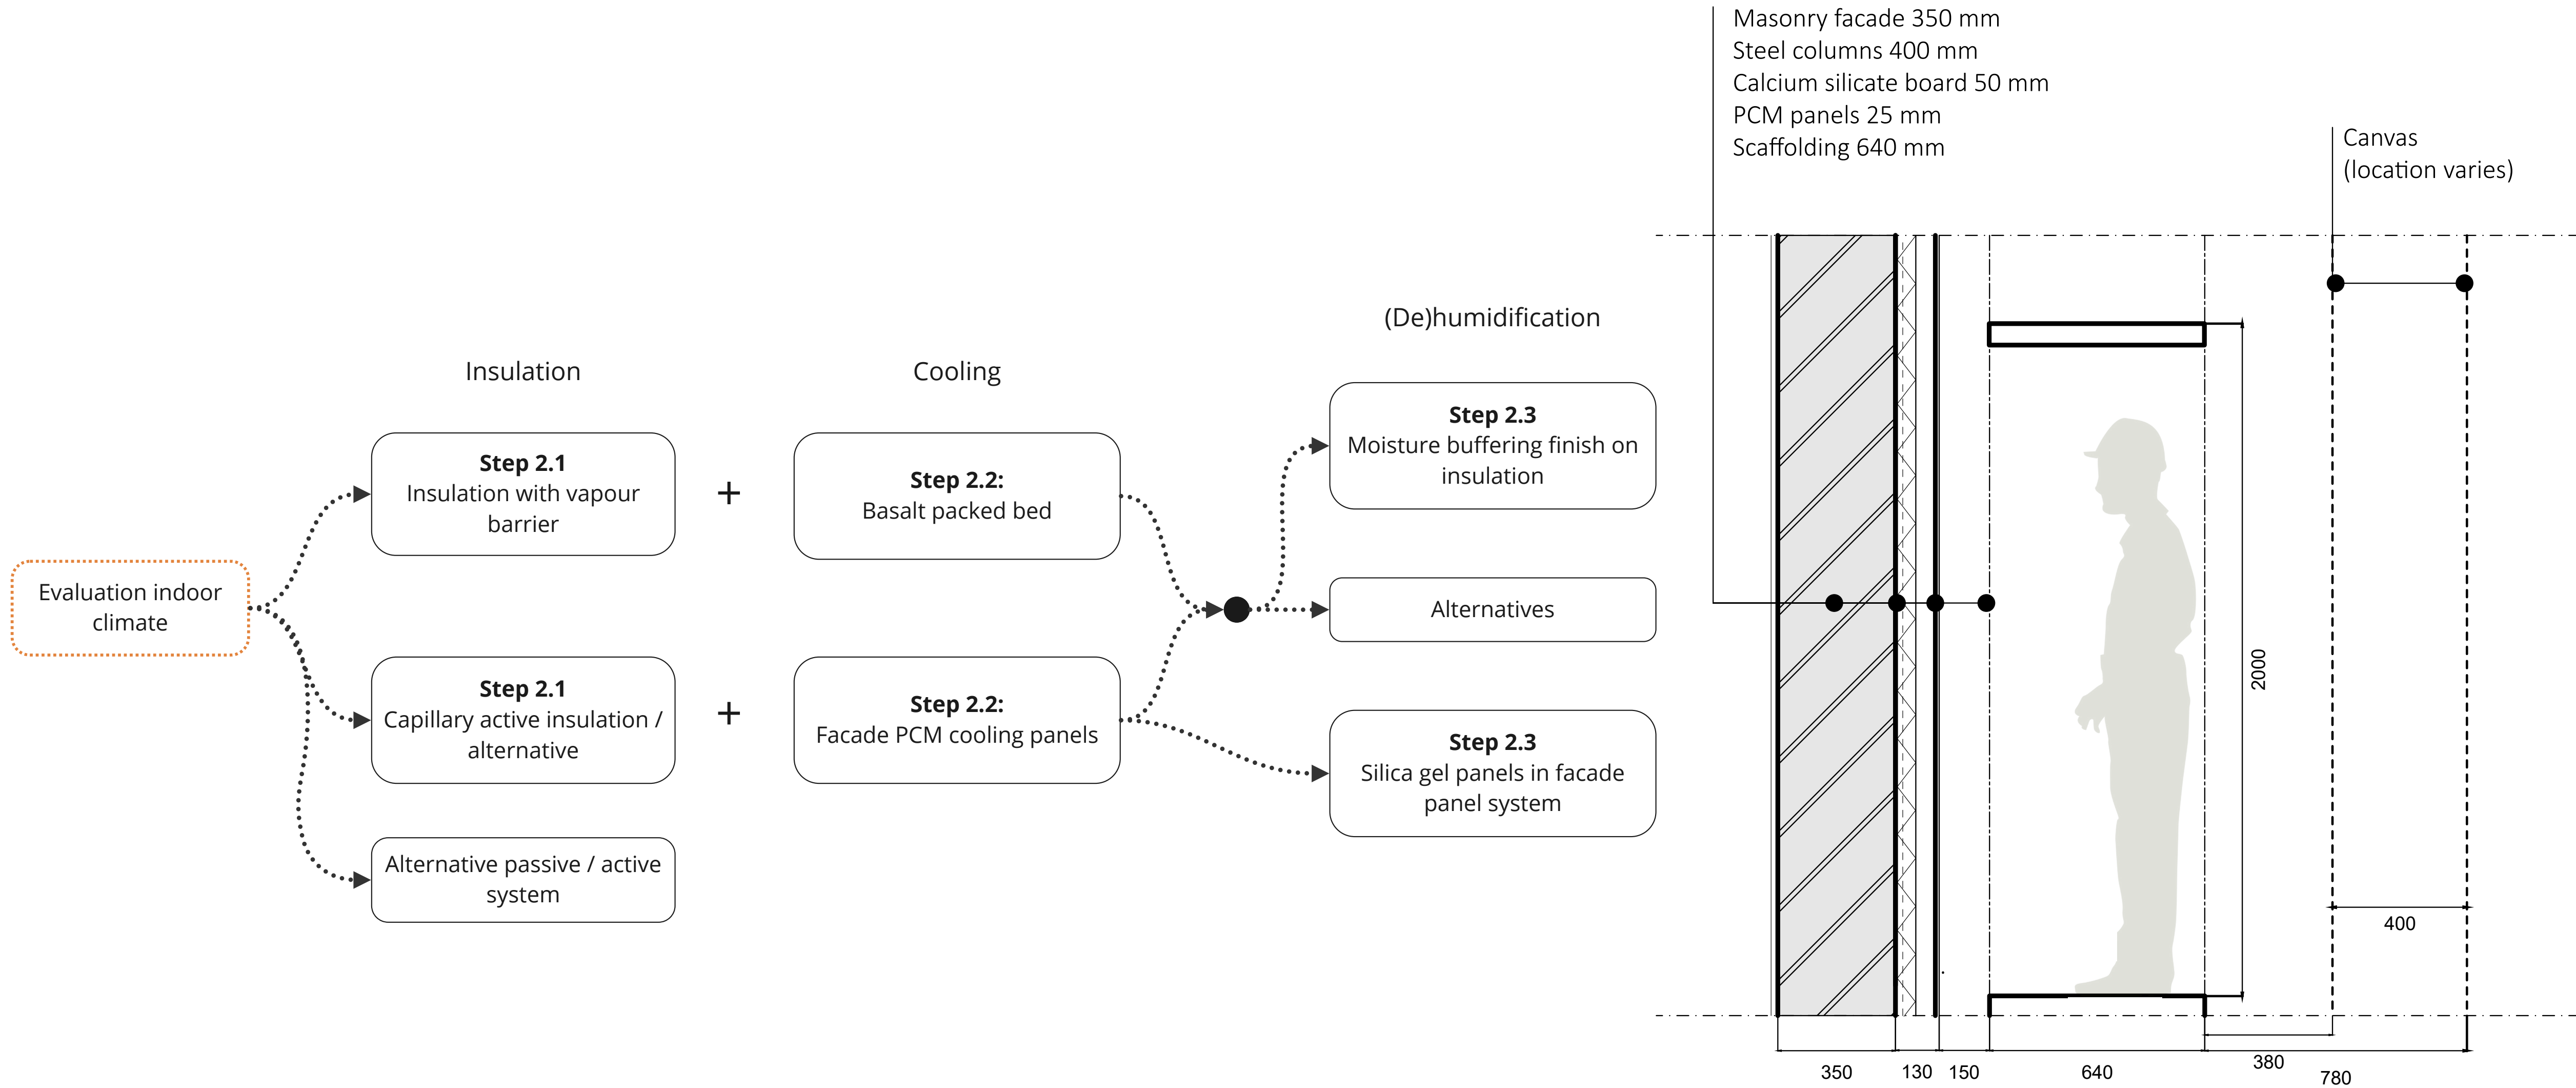 Masonry facade 350 mm
Steel columns 400 mm
Calcium silicate board 50 mm
PCM panels 25 mm
Scaffolding 640 mm
Canvas
(location varies)
Insulation
Cooling
(De)humidification
Evaluation indoor
climate
Step 2.1
Insulation with vapour
barrier
+
Step 2.2:
Basalt packed bed
Step 2.1
Capillary active insulation /
alternative
+
Step 2.2:
Facade PCM cooling panels
Alternative passive / active
system
Step 2.3
Moisture buffering finish on
insulation
Alternatives
Step 2.3
Silica gel panels in facade
panel system
2000
400
350
130
150
640
380
780